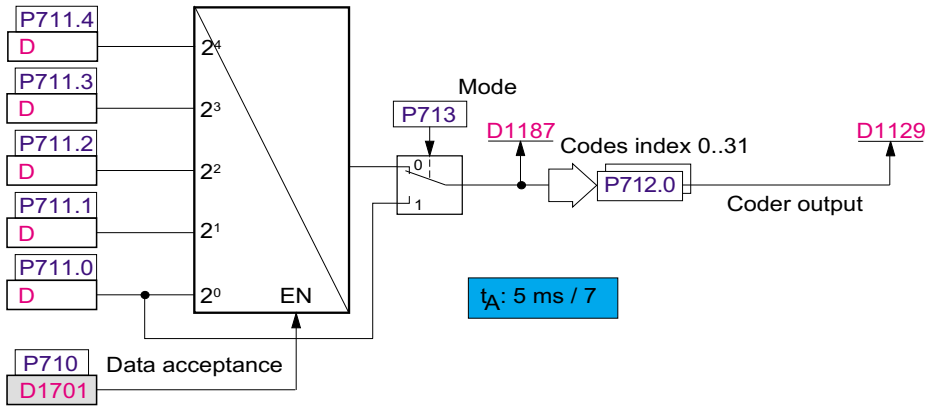 P711.4
D
2⁴
P711.3
D
2³
Mode
P713
D1187
D1129
P711.2
D
2²
0
Codes index 0..31
P712.0
1
Coder output
P711.1
D
2¹
P711.0
D
2⁰
EN
tA: 5 ms / 7
P710
Data acceptance
D1701